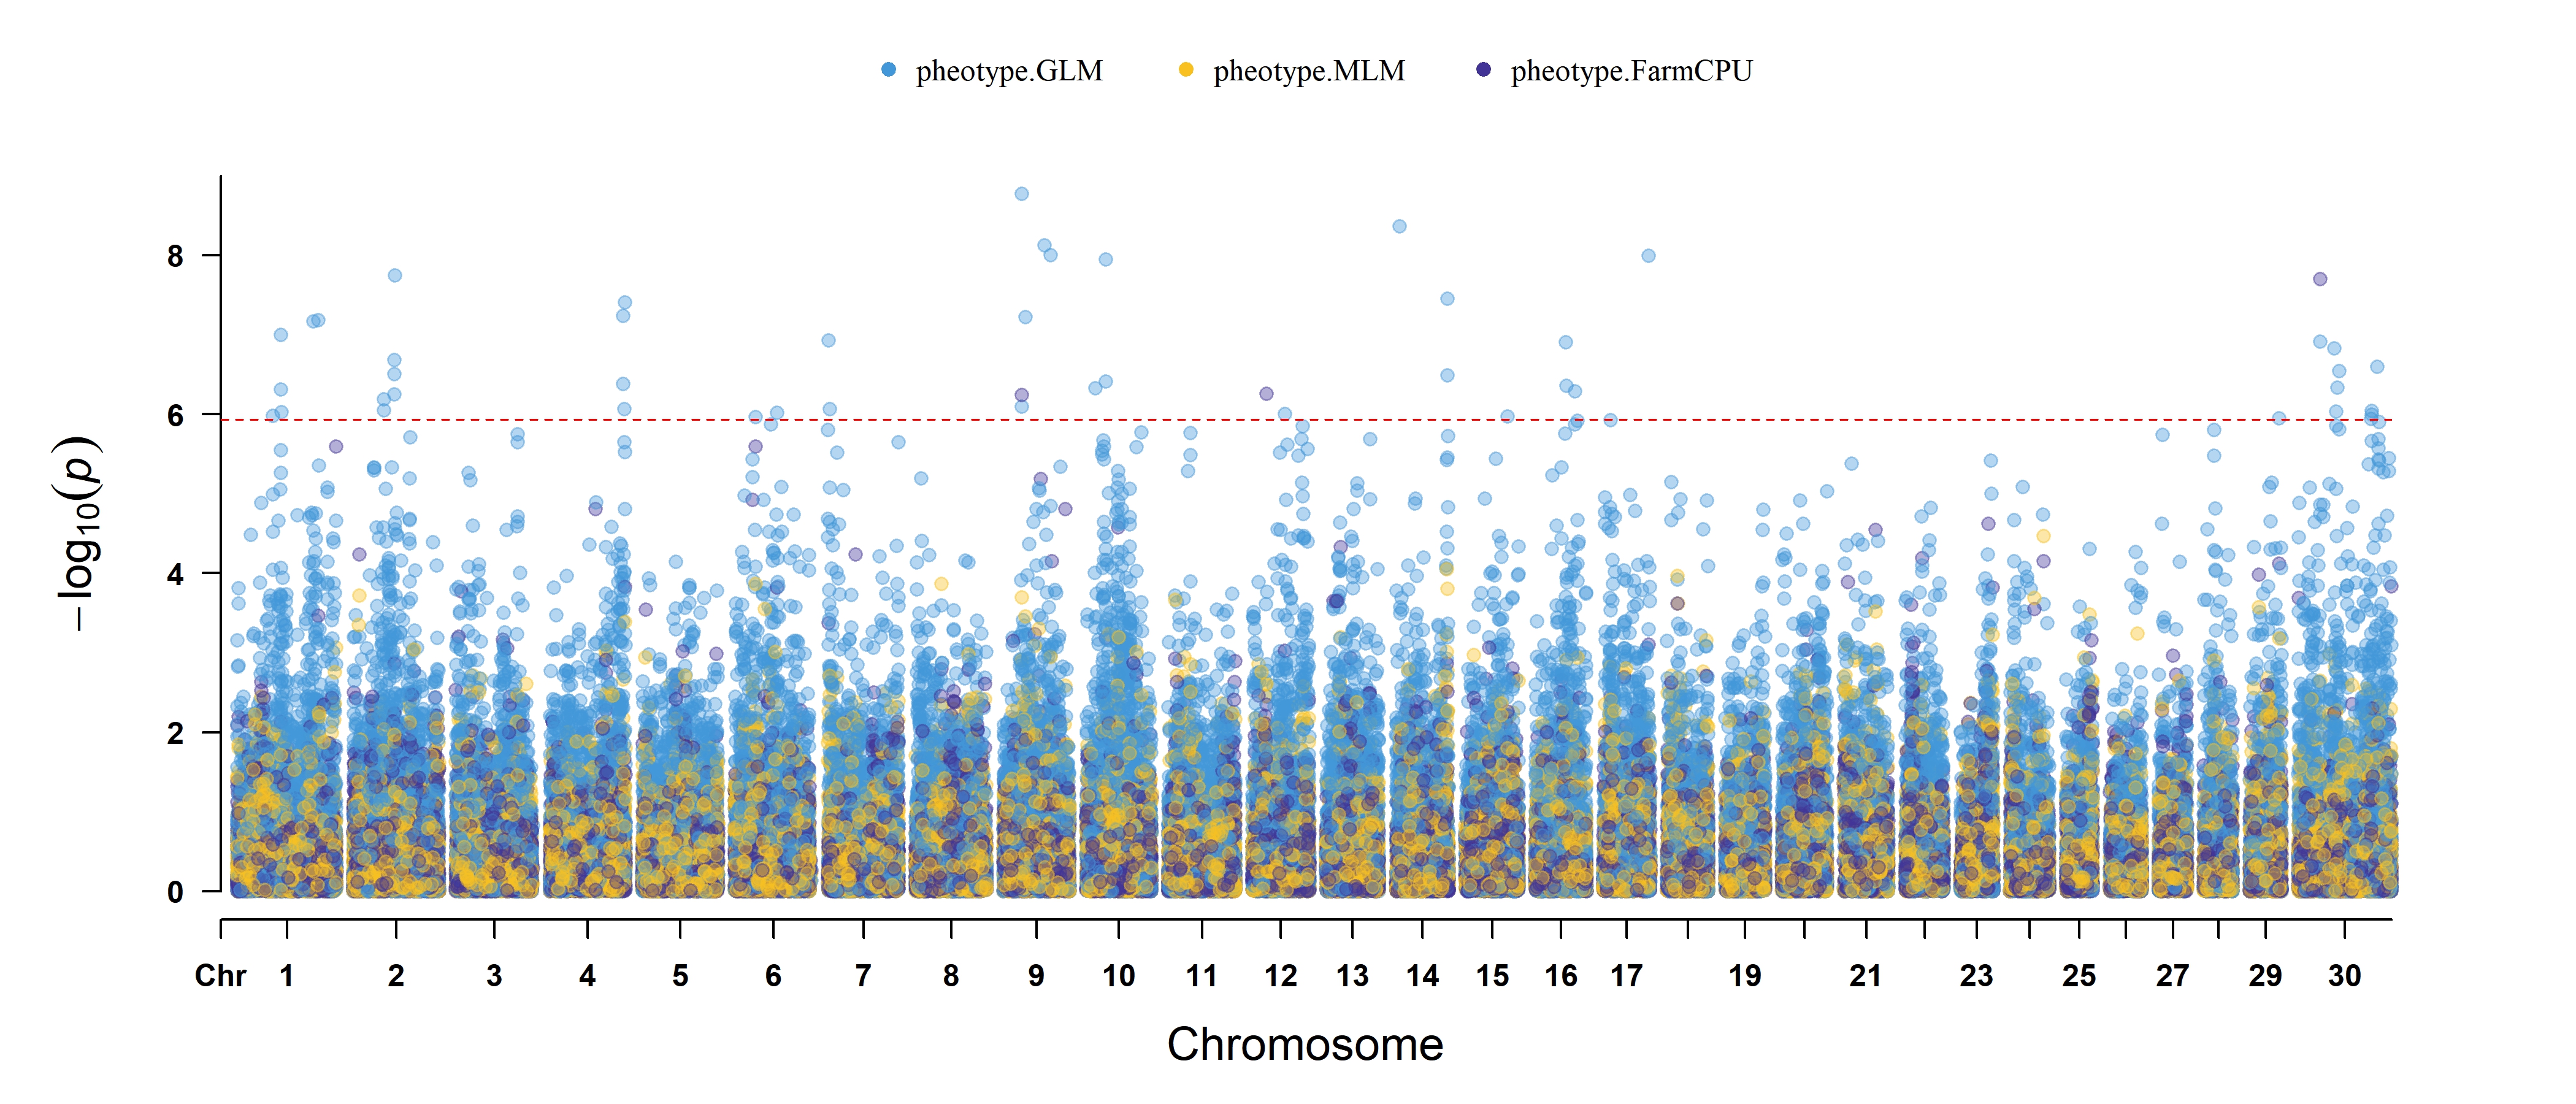 pheotype.GLM pheotype.MLM pheotype.FarmCPU
−log10(p)
8
6
4
2
0
Chr 1 2 3 4 5 6 7 8 9 10 11 12 13 14 15 16 17 19 21 23 25 27 29 30
Chromosome